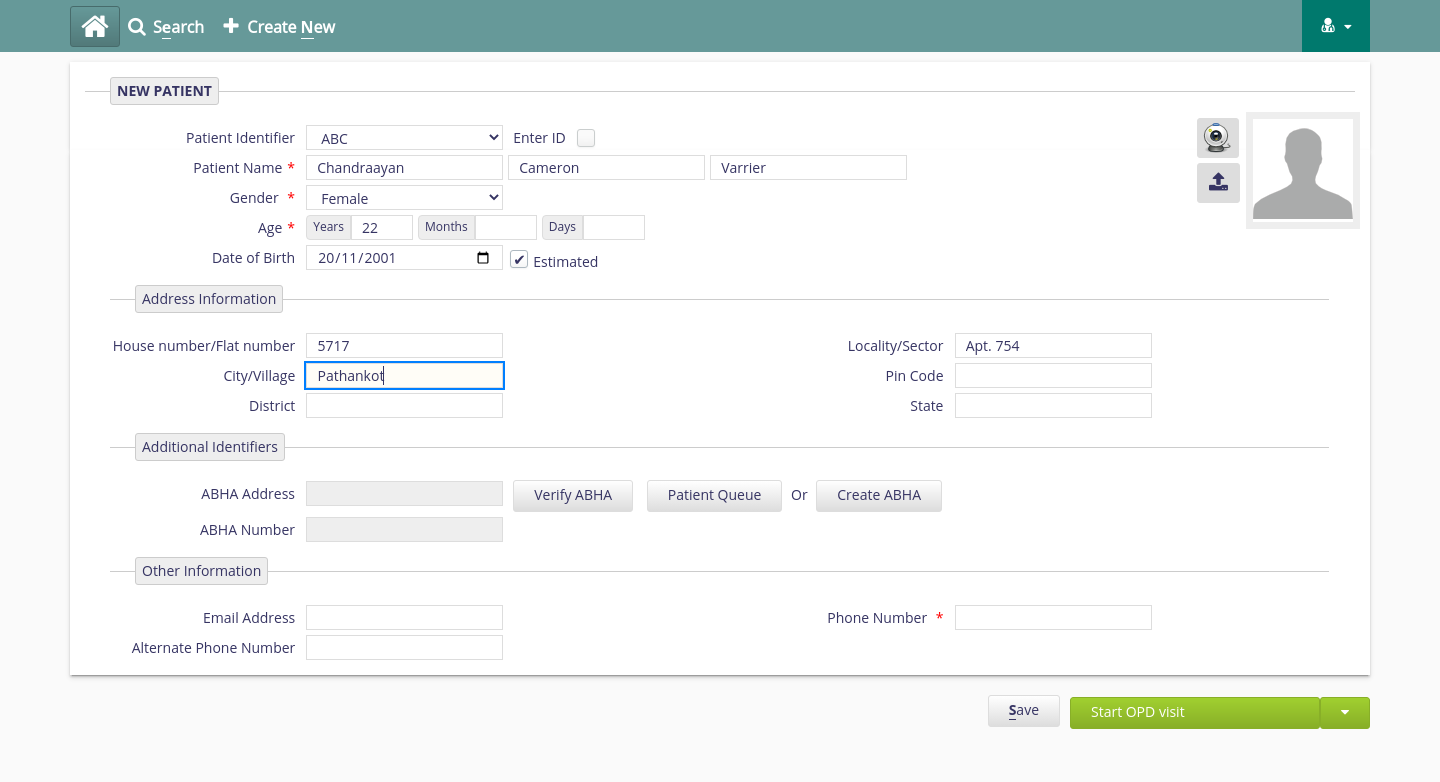 Search + Create New
NEW PATIENT
Patient Identifier ABC Enter ID
Patient Name * Chandraayan Cameron Varrier
Gender * Female
Age * Years 22 Months Days
Date of Birth 20/11/2001 ✔ Estimated
Address Information
House number/Flat number 5717 Locality/Sector Apt. 754
City/Village Pathankot Pin Code
District State
Additional Identifiers
ABHA Address Verify ABHA Patient Queue Or Create ABHA
ABHA Number
Other Information
Email Address Phone Number *
Alternate Phone Number
Save Start OPD visit